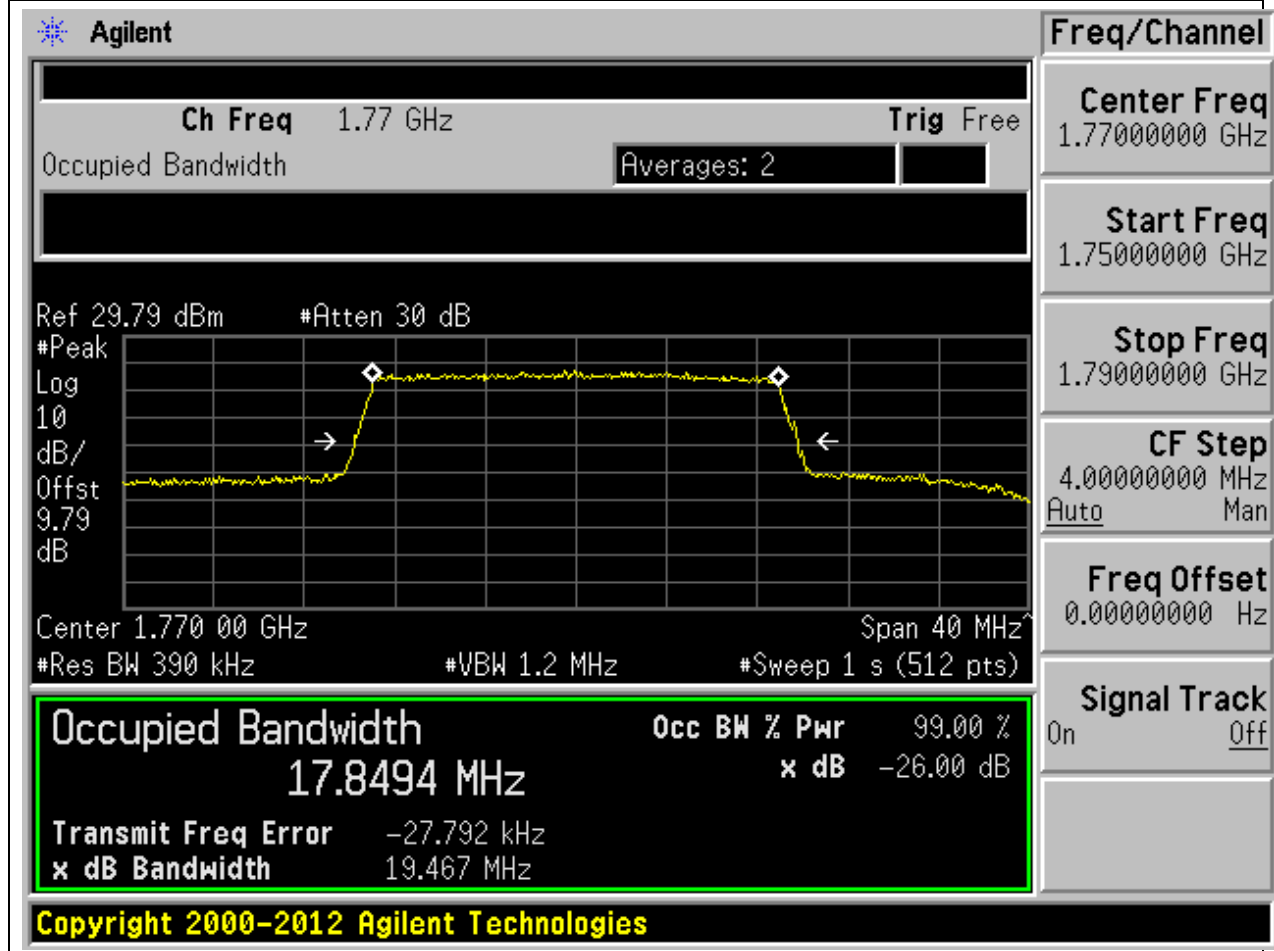 Agilent
Ch Freq 1.77 GHz Trig Free
Occupied Bandwidth Averages: 2
Ref 29.79 dBm #Atten 30 dB
#Peak
Log
10
dB/
Offst
9.79
dB
Center 1.770 00 GHz Span 40 MHz^
#Res BW 390 kHz #VBW 1.2 MHz #Sweep 1 s (512 pts)
Occupied Bandwidth Occ BW % Pwr 99.00 %
17.8494 MHz x dB -26.00 dB
Transmit Freq Error -27.792 kHz
x dB Bandwidth 19.467 MHz
Copyright 2000-2012 Agilent Technologies
Freq/Channel
Center Freq
1.77000000 GHz
Start Freq
1.75000000 GHz
Stop Freq
1.79000000 GHz
CF Step
4.00000000 MHz
Auto Man
Freq Offset
0.00000000 Hz
Signal Track
On Off